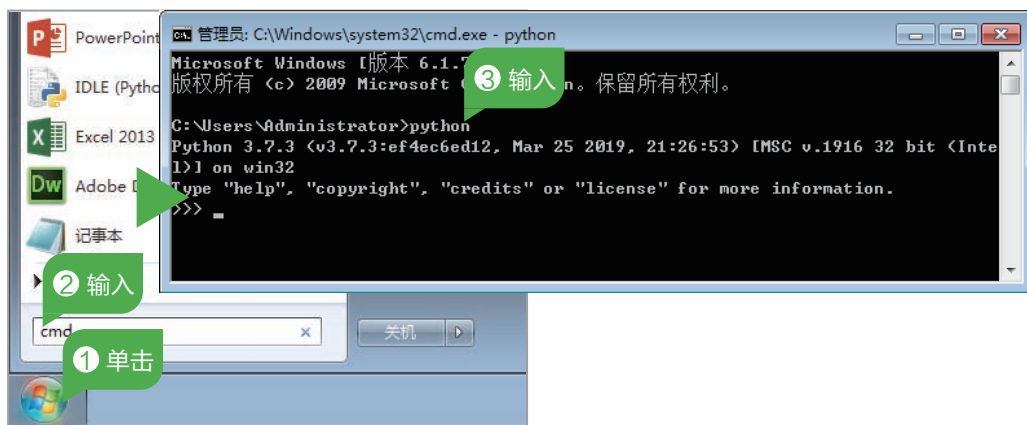 PowerPoint
IDLE (Pytho
Excel 2013
Dw Adobe D
记事本
② 输入
cmd
关机
① 单击
管理员: C:\Windows\system32\cmd.exe - python
Microsoft Windows [版本 6.1.
版权所有 (c) 2009 Microsoft n。保留所有权利。
③ 输入
C:\Users\Administrator>python
Python 3.7.3 (v3.7.3:ef4ec6ed12, Mar 25 2019, 21:26:53) [MSC v.1916 32 bit (Inte
l)] on win32
Type "help", "copyright", "credits" or "license" for more information.
>>> _